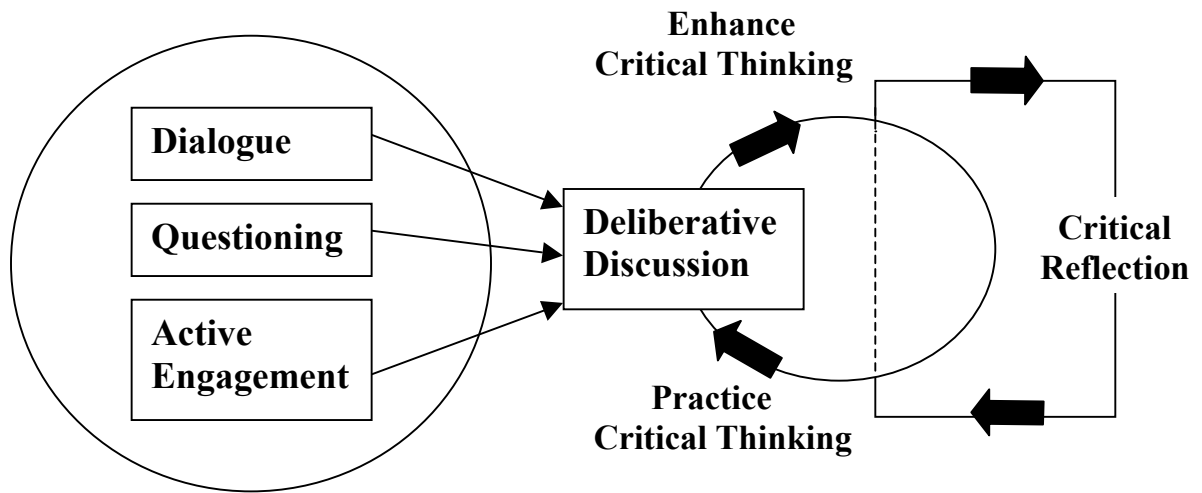 Enhance
Critical Thinking
Dialogue
Questioning
Active
Engagement
Deliberative
Discussion
Critical
Reflection
Practice
Critical Thinking